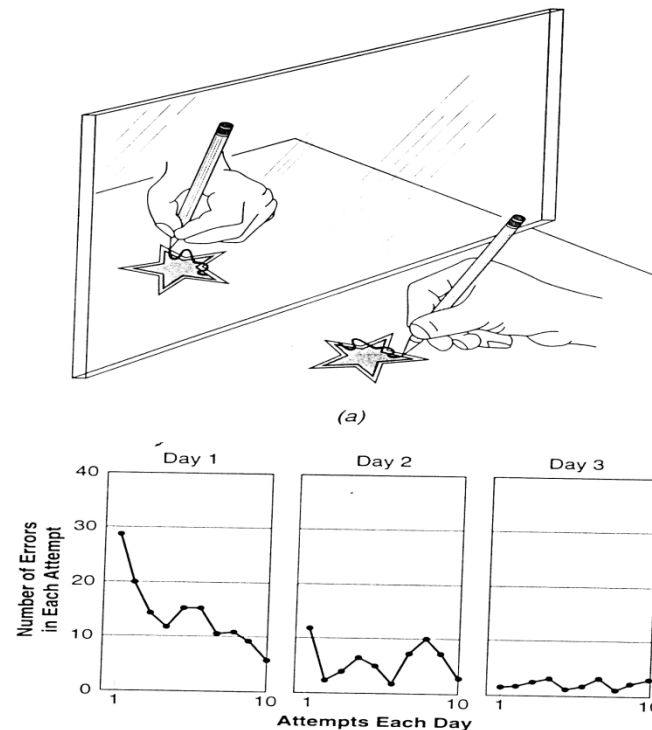 (a)
Day 1 Day 2 Day 3
Number of Errors
in Each Attempt
40
30
20
10
0
1 10 1 10 1 10
Attempts Each Day